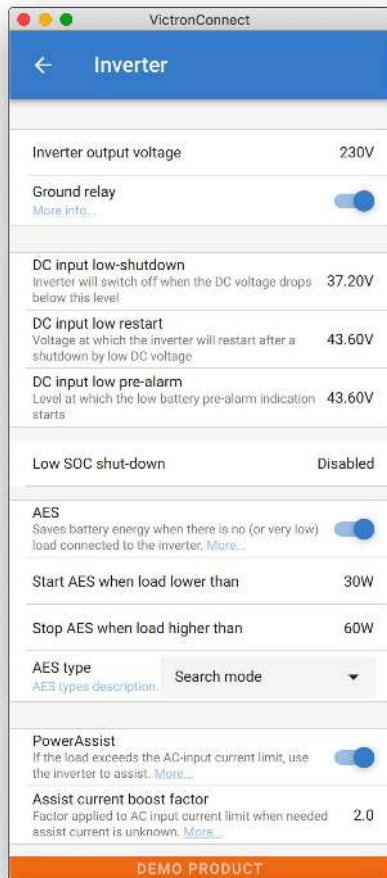 VictronConnect
Inverter
Inverter output voltage 230V
Ground relay
More info...
DC input low-shutdown
Inverter will switch off when the DC voltage drops 37.20V
below this level
DC input low restart
Voltage at which the inverter will restart after a 43.60V
shutdown by low DC voltage
DC input low pre-alarm
Level at which the low battery pre-alarm indication 43.60V
starts
Low SOC shut-down Disabled
AES
Saves battery energy when there is no (or very low)
load connected to the inverter. More...
Start AES when load lower than 30W
Stop AES when load higher than 60W
AES type Search mode
AES types description.
PowerAssist
If the load exceeds the AC-input current limit, use
the inverter to assist. More...
Assist current boost factor
Factor applied to AC input current limit when needed 2.0
assist current is unknown. More...
DEMO PRODUCT